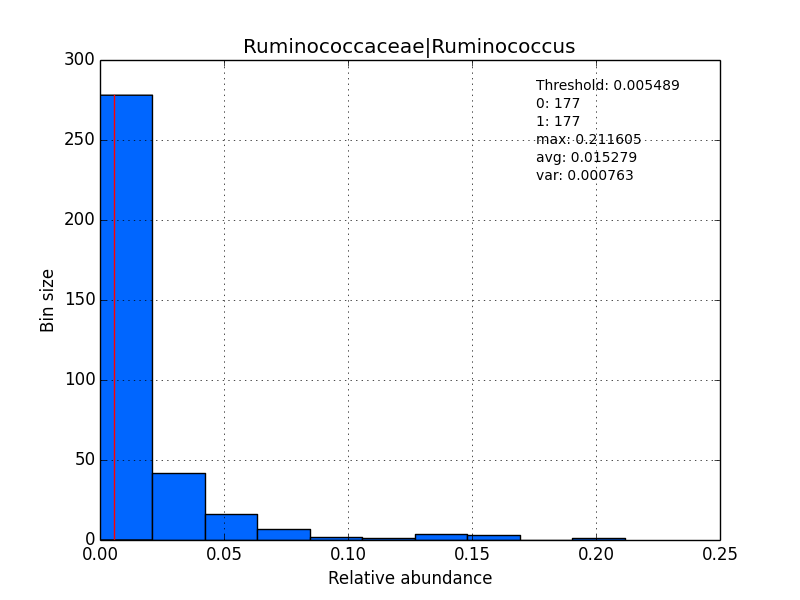 Ruminococcaceae|Ruminococcus
Threshold: 0.005489
0: 177
1: 177
max: 0.211605
avg: 0.015279
var: 0.000763
300
250
200
150
100
50
0
Bin size
0.00 0.05 0.10 0.15 0.20 0.25
Relative abundance